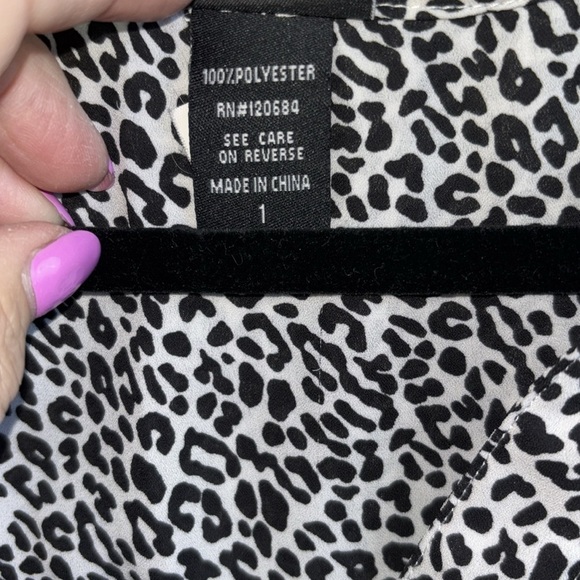 100%POLYESTER
RN#120684
SEE CARE
ON REVERSE
MADE IN CHINA
1